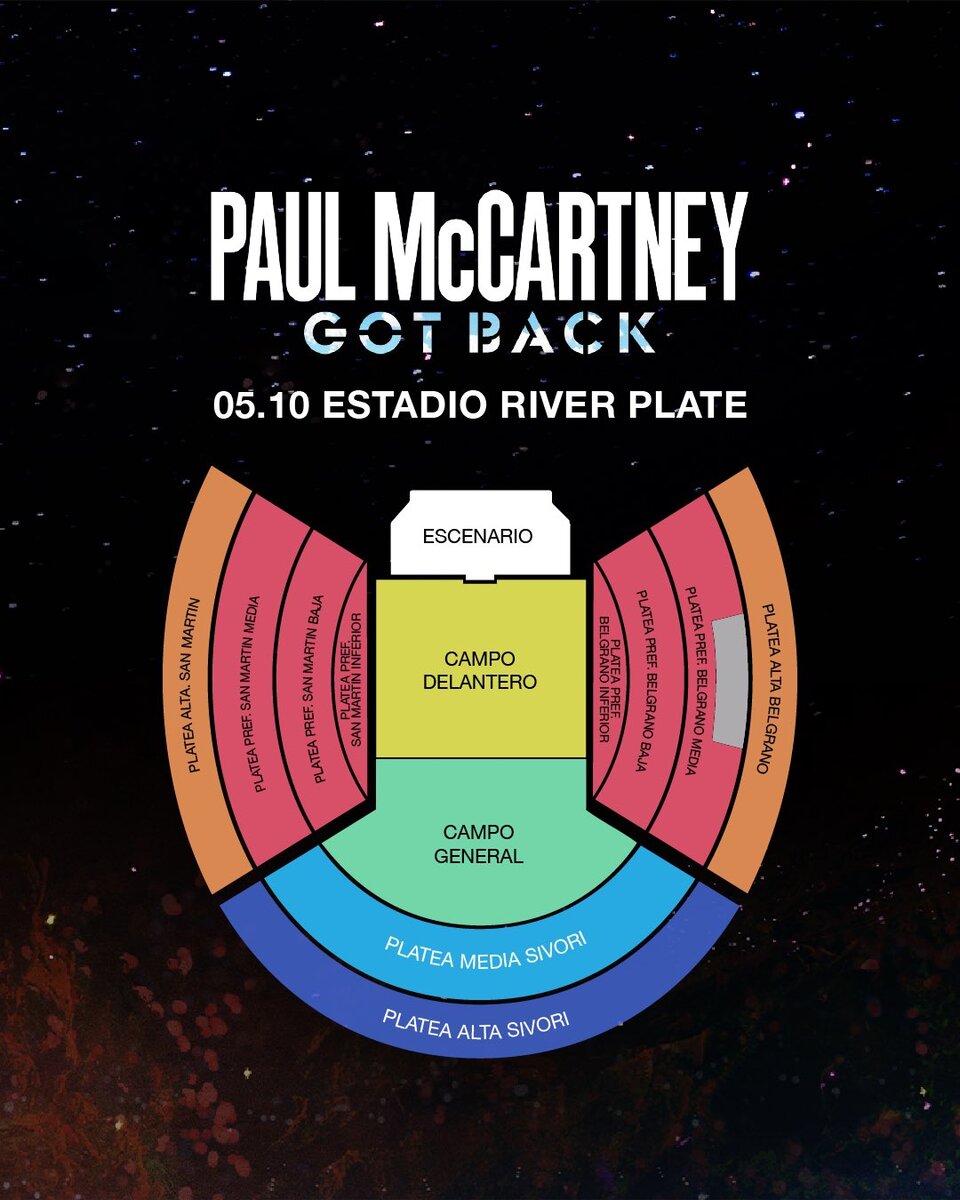 PAUL McCARTNEY
GOT BACK
05.10 ESTADIO RIVER PLATE
ESCENARIO
PLATEA ALTA. SAN MARTIN
PLATEA PREF. SAN MARTIN MEDIA
PLATEA PREF. SAN MARTIN BAJA
PLATEA PREF.
SAN MARTIN INFERIOR
CAMPO
DELANTERO
PLATEA PREF.
BELGRANO INFERIOR
PLATEA PREF. BELGRANO BAJA
PLATEA PREF. BELGRANO MEDIA
PLATEA ALTA BELGRANO
CAMPO
GENERAL
PLATEA MEDIA SIVORI
PLATEA ALTA SIVORI